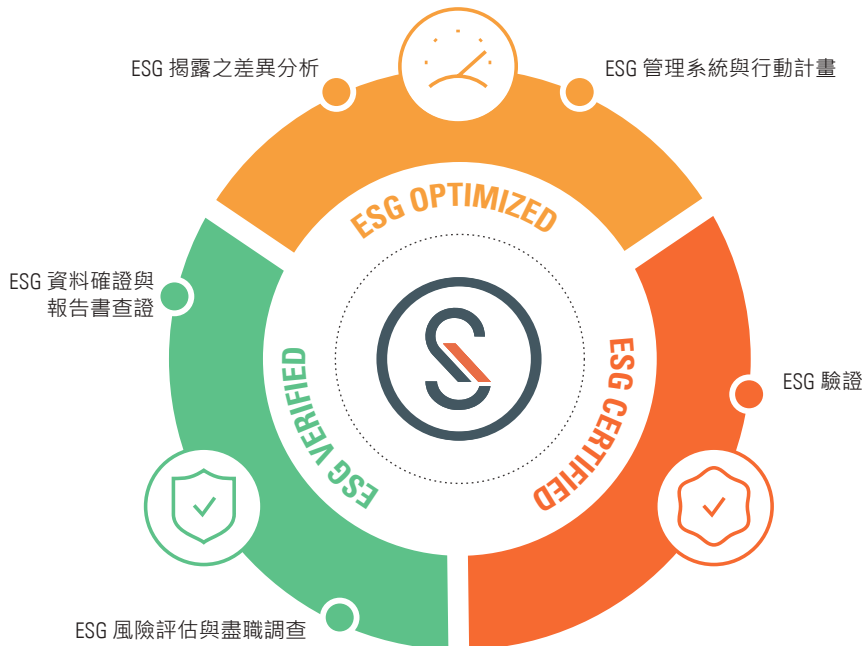 ESG 揭露之差異分析
ESG 管理系統與行動計畫
ESG OPTIMIZED
ESG 資料確證與
報告書查證
ESG VERIFIED
ESG CERTIFIED
ESG 驗證
ESG 風險評估與盡職調查